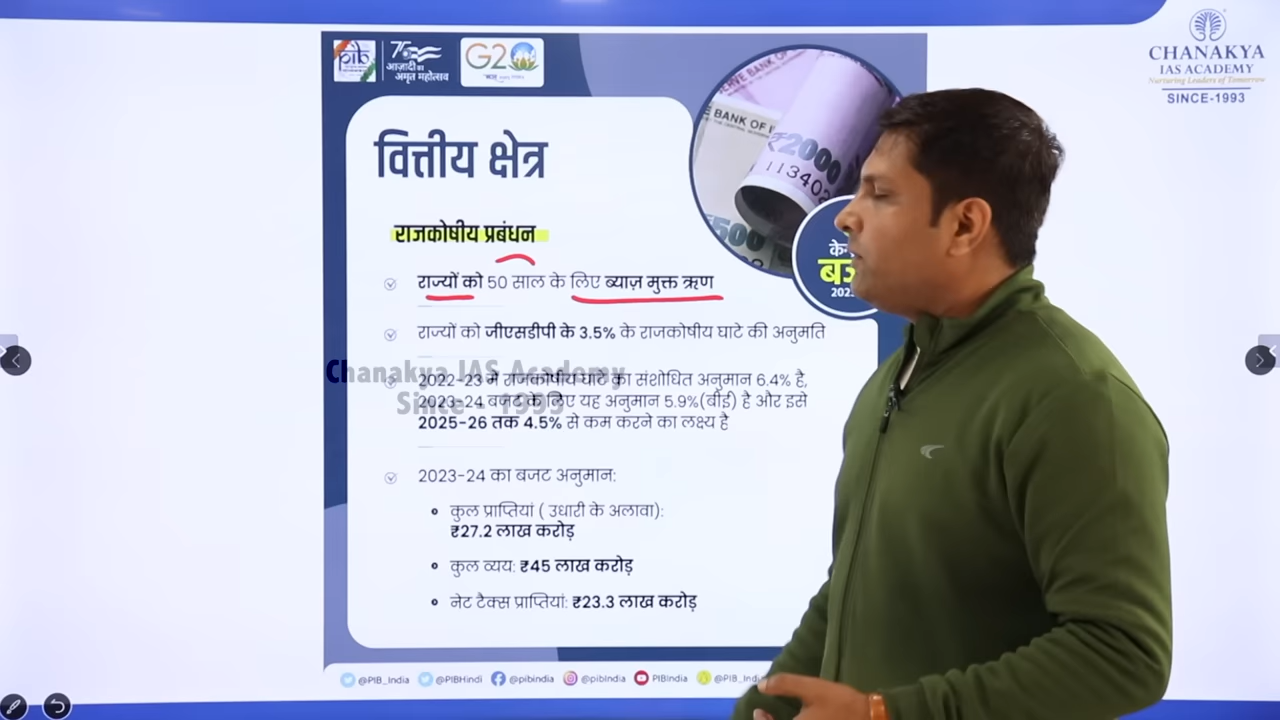 pib
75
आज़ादी का
अमृत महोत्सव
G20
CHANAKYA
IAS ACADEMY
Nurturing Leaders of Tomorrow
SINCE-1993
BANK OF
₹2000
₹500
वित्तीय क्षेत्र
राजकोषीय प्रबंधन
राज्यों को 50 साल के लिए ब्याज़ मुक्त ऋण
राज्यों को जीएसडीपी के 3.5% के राजकोषीय घाटे की अनुमति
Chanakya IAS Academy
Since - 1993
2022-23 में राजकोषीय घाटे का संशोधित अनुमान 6.4% है,
2023-24 बजट के लिए यह अनुमान 5.9%(बीई) है और इसे
2025-26 तक 4.5% से कम करने का लक्ष्य है
2023-24 का बजट अनुमान:
कुल प्राप्तियां ( उधारी के अलावा):
₹27.2 लाख करोड़
कुल व्यय: ₹45 लाख करोड़
नेट टैक्स प्राप्तियां: ₹23.3 लाख करोड़
@PIB_India @PIBHindi @pibindia @pibIndia PIBIndia